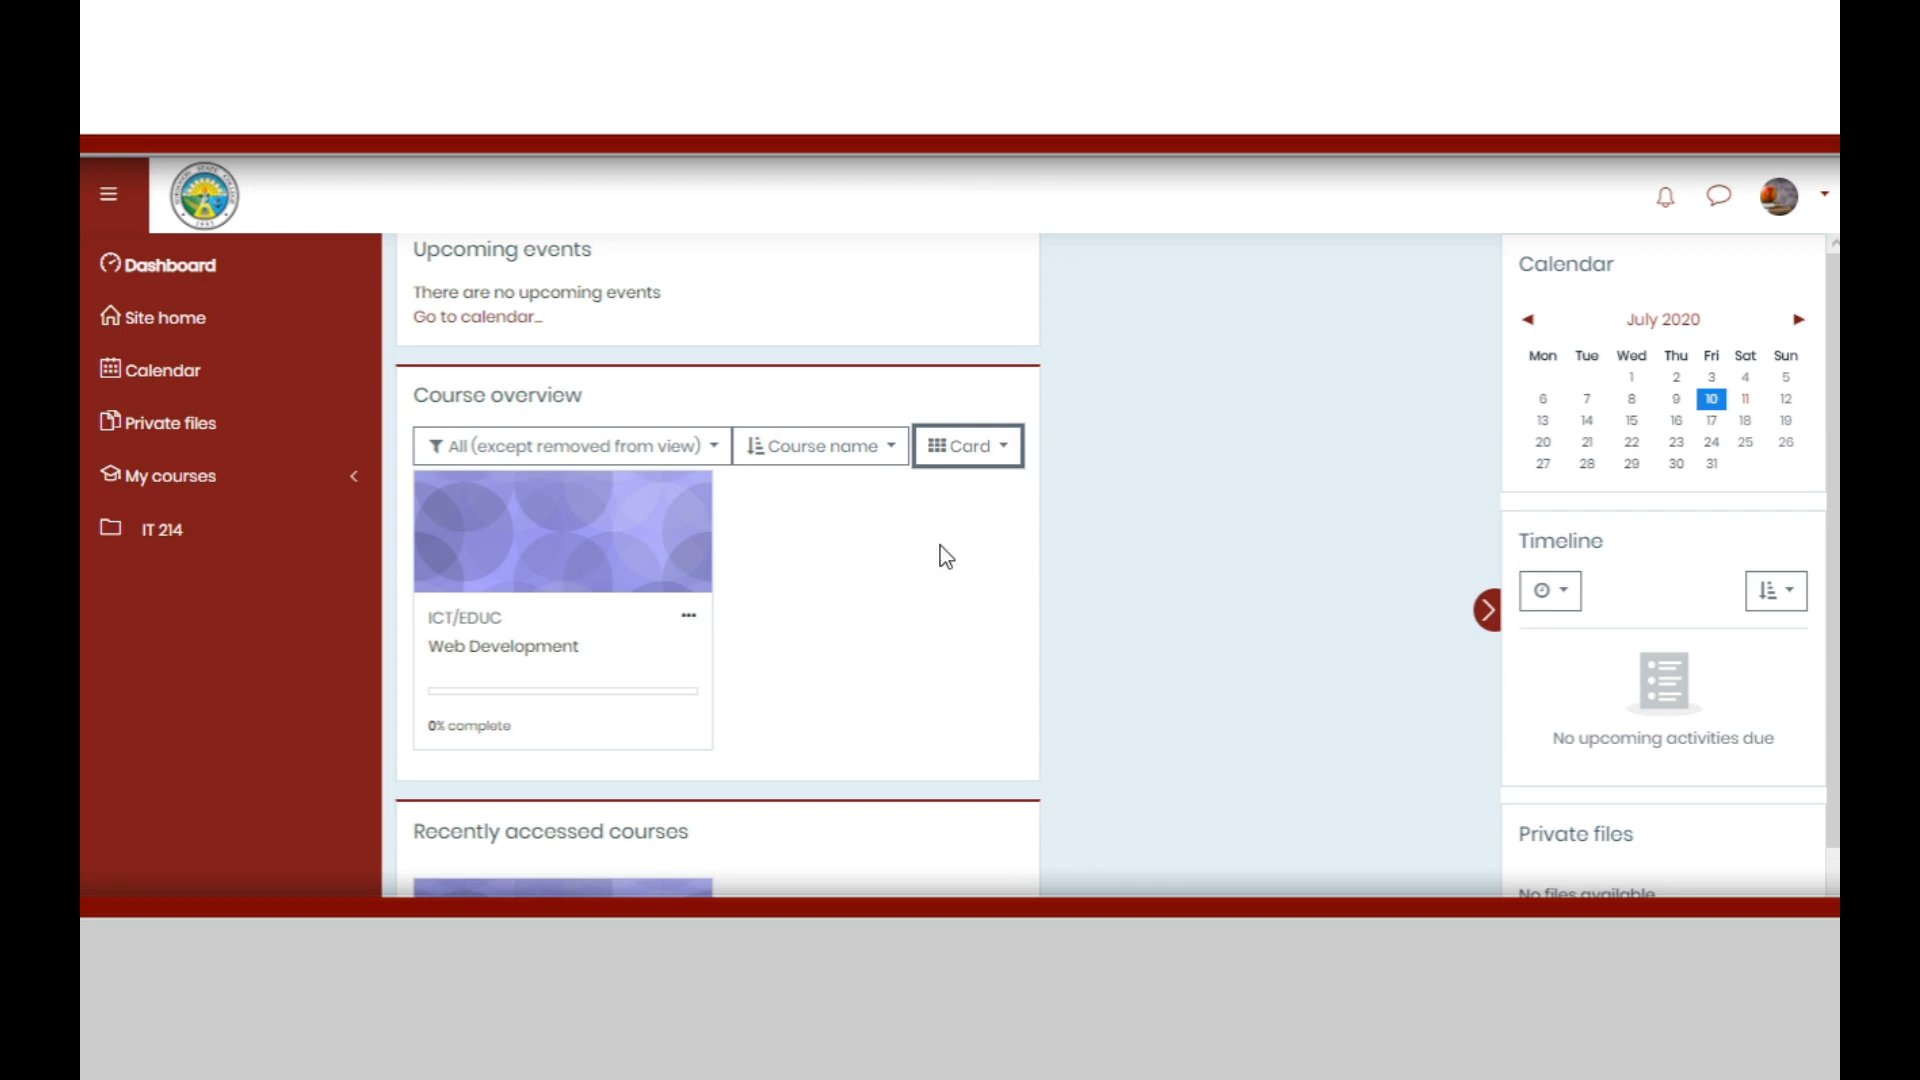 Dashboard
Site home
Calendar
Private files
My courses
IT 214
Upcoming events
There are no upcoming events
Go to calendar...
Course overview
All (except removed from view)
Course name
Card
ICT/EDUC
Web Development
0% complete
Recently accessed courses
Calendar
July 2020
Mon Tue Wed Thu Fri Sat Sun
1 2 3 4 5
6 7 8 9 10 11 12
13 14 15 16 17 18 19
20 21 22 23 24 25 26
27 28 29 30 31
Timeline
No upcoming activities due
Private files
No files available